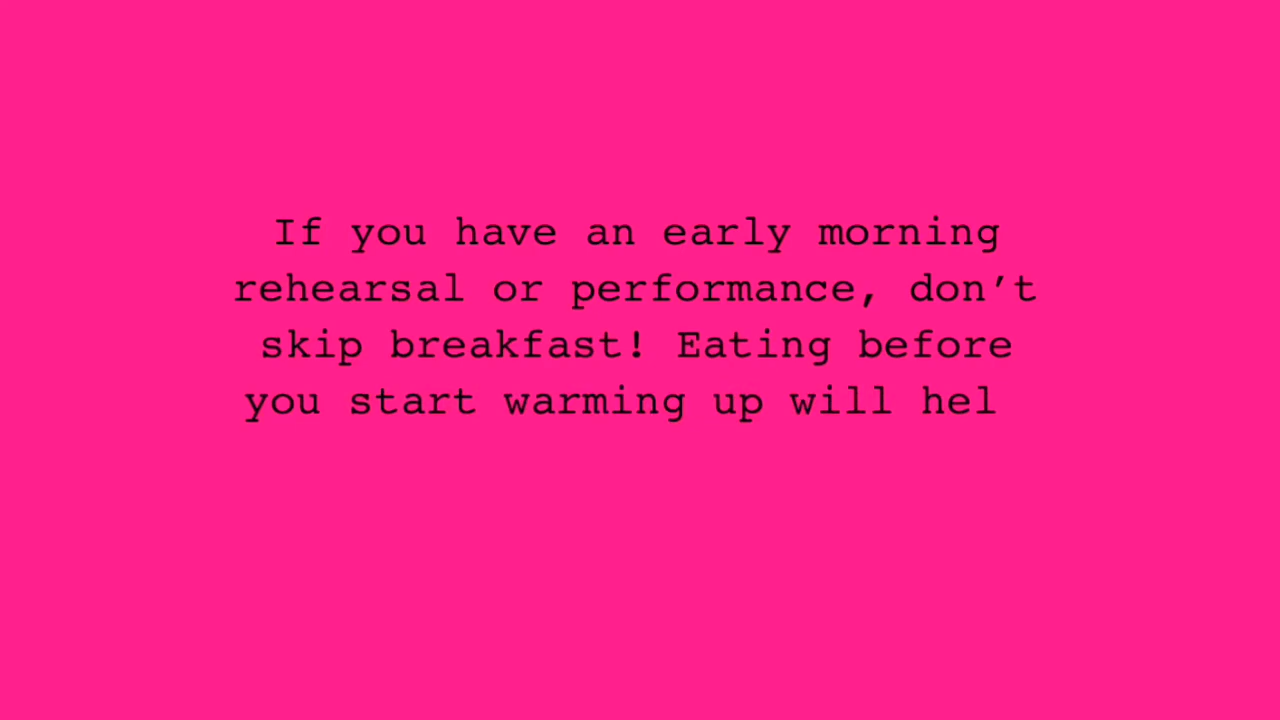 If you have an early morning
rehearsal or performance, don’t
skip breakfast! Eating before
you start warming up will hel